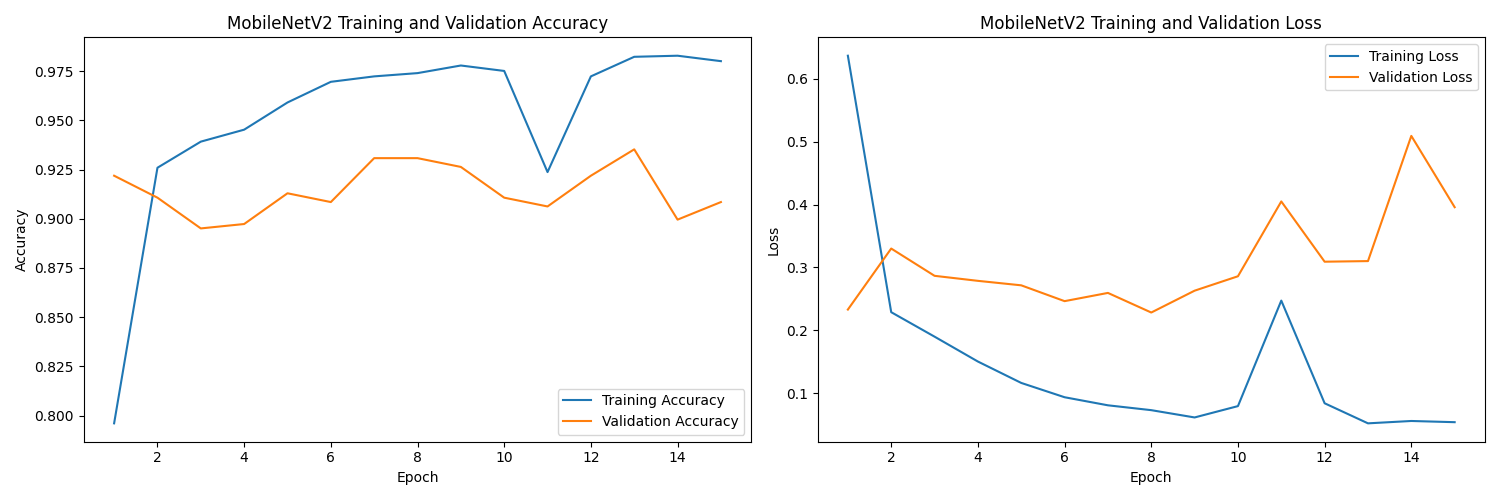 MobileNetV2 Training and Validation Accuracy
Accuracy
0.975
0.950
0.925
0.900
0.875
0.850
0.825
0.800
Training Accuracy
Validation Accuracy
2 4 6 8 10 12 14
Epoch
MobileNetV2 Training and Validation Loss
Loss
Training Loss
Validation Loss
0.6
0.5
0.4
0.3
0.2
0.1
2 4 6 8 10 12 14
Epoch